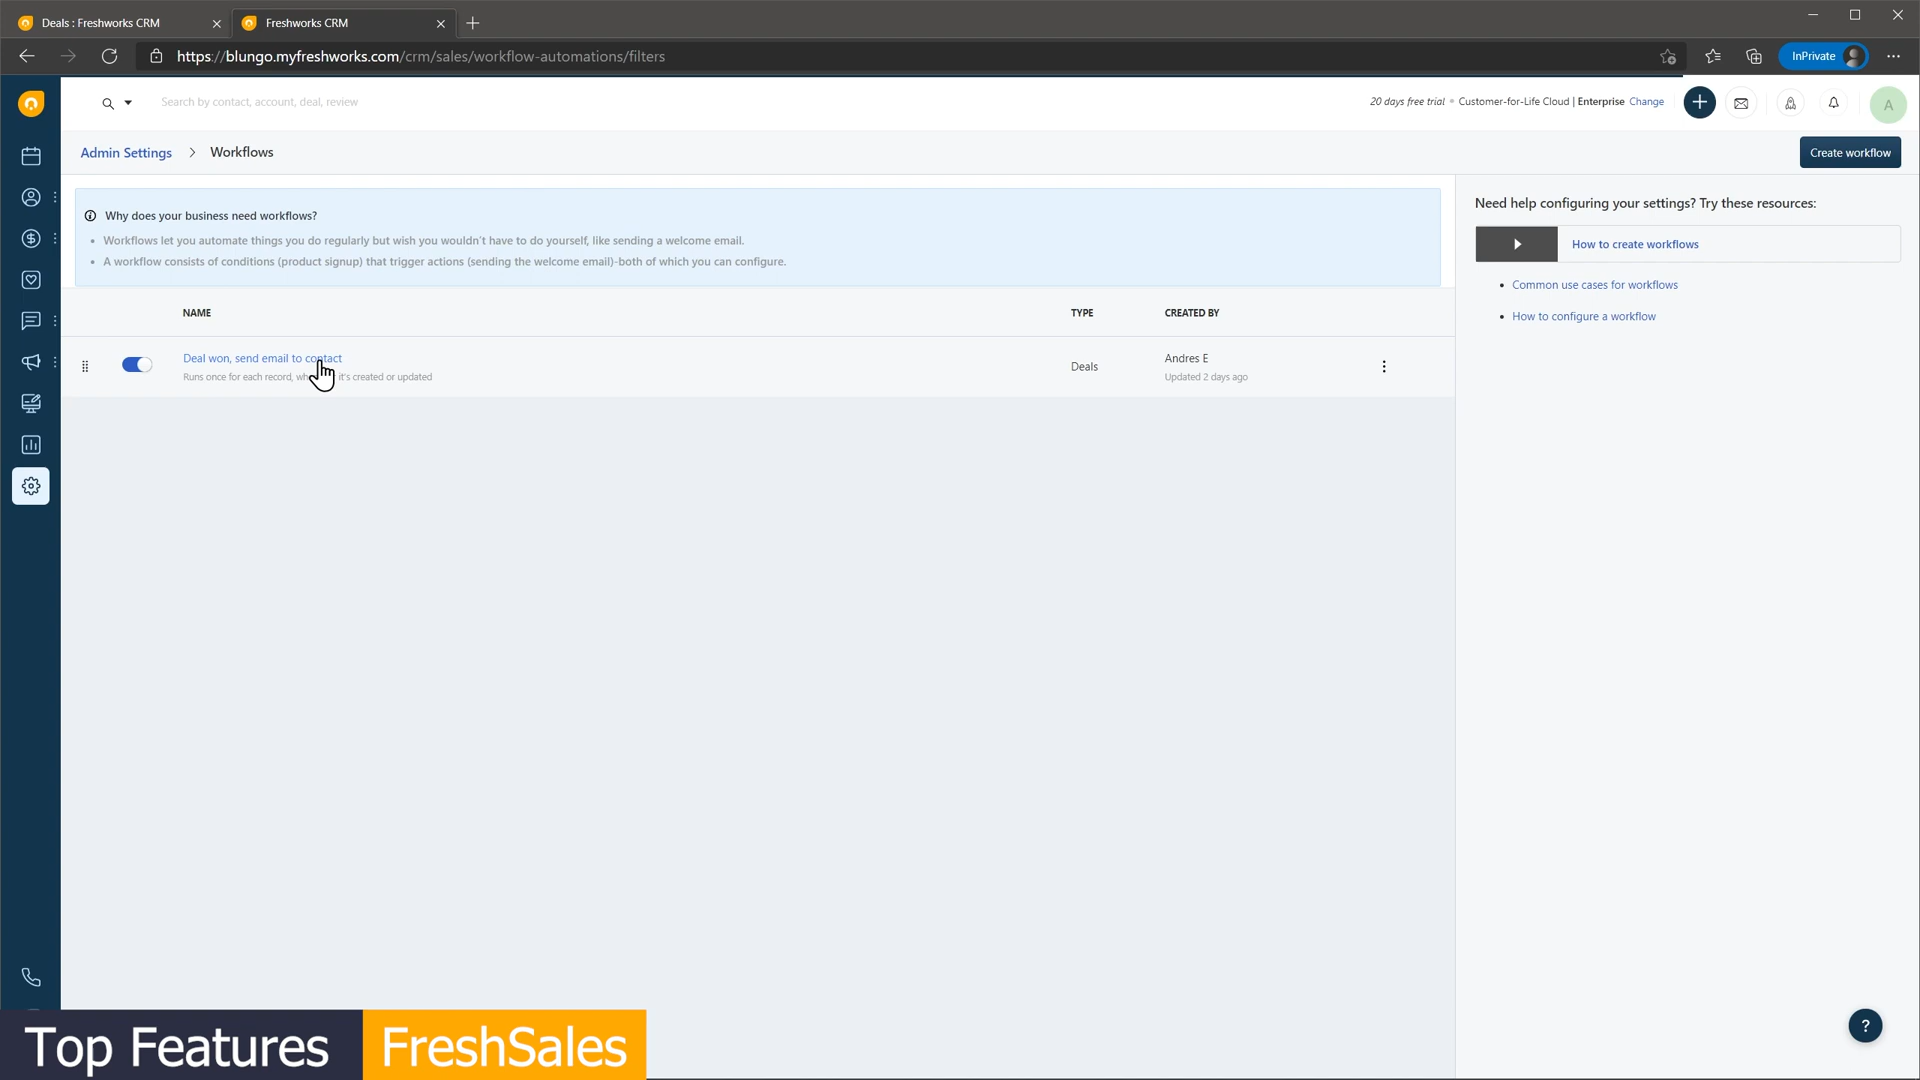 Deals : Freshworks CRM
Freshworks CRM
https://blungo.myfreshworks.com/crm/sales/workflow-automations/filters
InPrivate
Search by contact, account, deal, review
20 days free trial • Customer-for-Life Cloud | Enterprise Change
A
Admin Settings > Workflows
Create workflow
Why does your business need workflows?
• Workflows let you automate things you do regularly but wish you wouldn't have to do yourself, like sending a welcome email.
• A workflow consists of conditions (product signup) that trigger actions (sending the welcome email)-both of which you can configure.
Need help configuring your settings? Try these resources:
How to create workflows
• Common use cases for workflows
• How to configure a workflow
NAME TYPE CREATED BY
Deal won, send email to contact
Runs once for each record, it's created or updated
Deals
Andres E
Updated 2 days ago
?
Top Features FreshSales